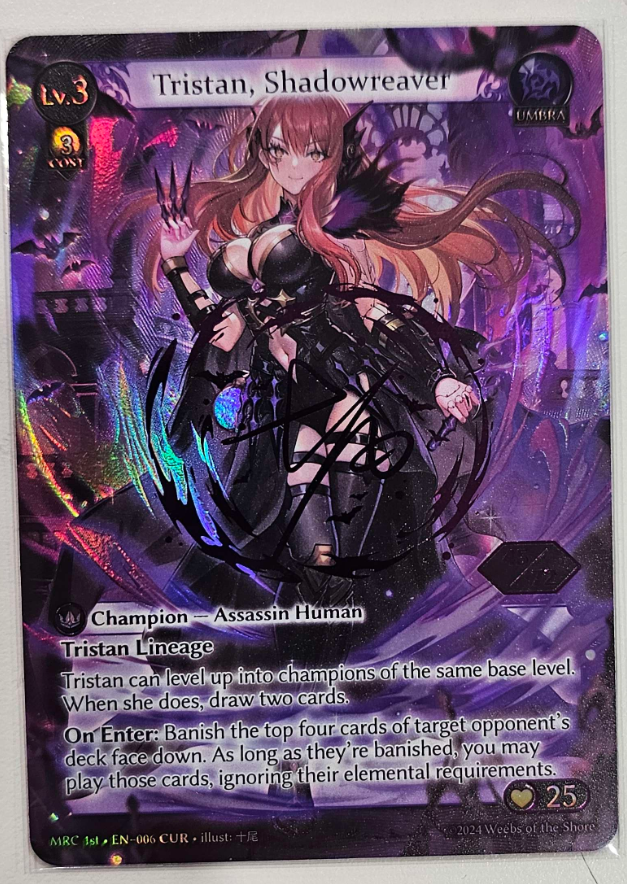 Lv.3
Tristan, Shadowreaver
UMBRA
3
COST
Champion — Assassin Human
Tristan Lineage
Tristan can level up into champions of the same base level.
When she does, draw two cards.
On Enter: Banish the top four cards of target opponent's
deck face down. As long as they're banished, you may
play those cards, ignoring their elemental requirements.
25
MRC 1st • EN-006 CUR • illust: 十尾
2024 Weebs of the Shore